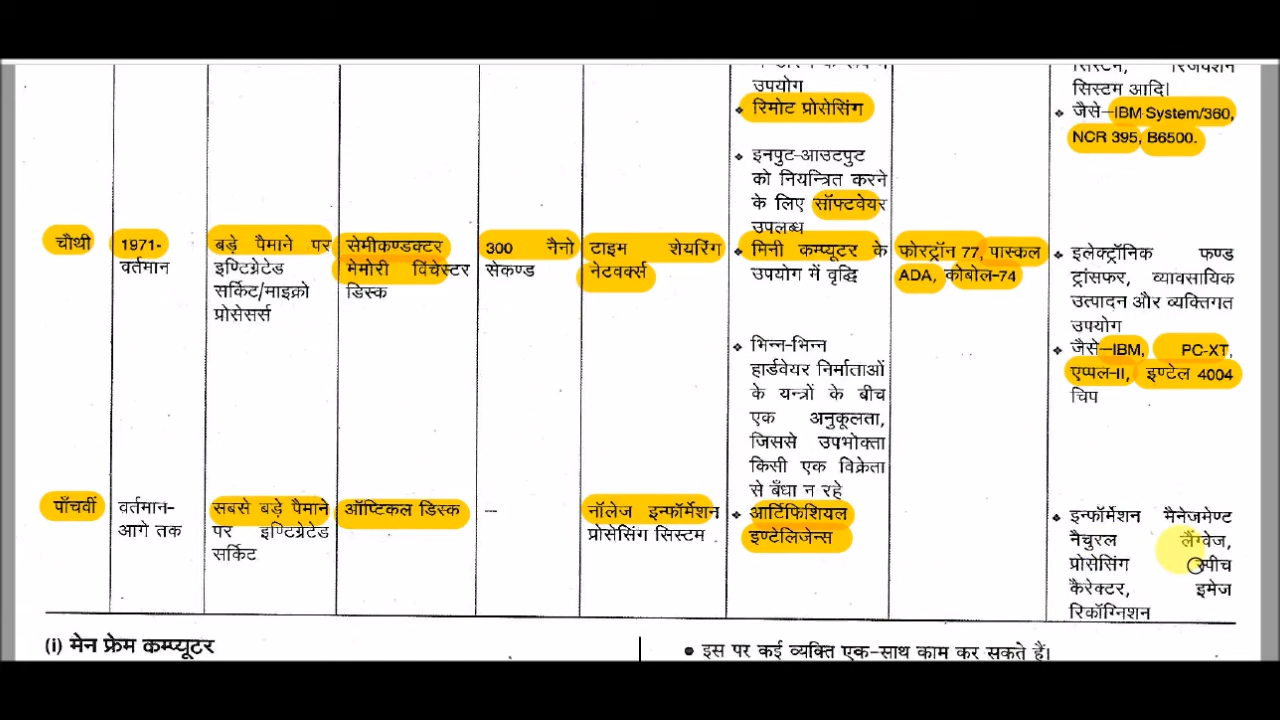 उपयोग
रिमोट प्रोसेसिंग
इनपुट-आउटपुट
को नियन्त्रित करने
के लिए सॉफ्टवेयर
उपलब्ध
सिस्टम, रिजर्वेशन
सिस्टम आदि।
जैसे—IBM System/360,
NCR 395, B6500.
चौथी
1971-
वर्तमान
बड़े पैमाने पर
इण्टिग्रेटेड
सर्किट/माइक्रो
प्रोसेसर्स
सेमीकण्डक्टर
मेमोरी विंचेस्टर
डिस्क
300 नैनो
सेकण्ड
टाइम शेयरिंग
नेटवर्क्स
मिनी कम्प्यूटर के
उपयोग में वृद्धि
भिन्न-भिन्न
हार्डवेयर निर्माताओं
के यन्त्रों के बीच
एक अनुकूलता,
जिससे उपभोक्ता
किसी एक विक्रेता
से बँधा न रहे
फोरट्रॉन 77, पास्कल
ADA, कोबोल-74
इलेक्ट्रॉनिक फण्ड
ट्रांसफर, व्यावसायिक
उत्पादन और व्यक्तिगत
उपयोग
जैसे—IBM, PC-XT,
एप्पल-II, इण्टेल 4004
चिप
पाँचवीं
वर्तमान-
आगे तक
सबसे बड़े पैमाने
पर इण्टिग्रेटेड
सर्किट
ऑप्टिकल डिस्क
—
नॉलेज इन्फॉर्मेशन
प्रोसेसिंग सिस्टम
आर्टिफिशियल
इण्टेलिजेन्स
इन्फॉर्मेशन मैनेजमेण्ट
नैचुरल लैंग्वेज,
प्रोसेसिंग स्पीच
कैरेक्टर, इमेज
रिकॉग्निशन
(i) मेन फ्रेम कम्प्यूटर
इस पर कई व्यक्ति एक-साथ काम कर सकते हैं।